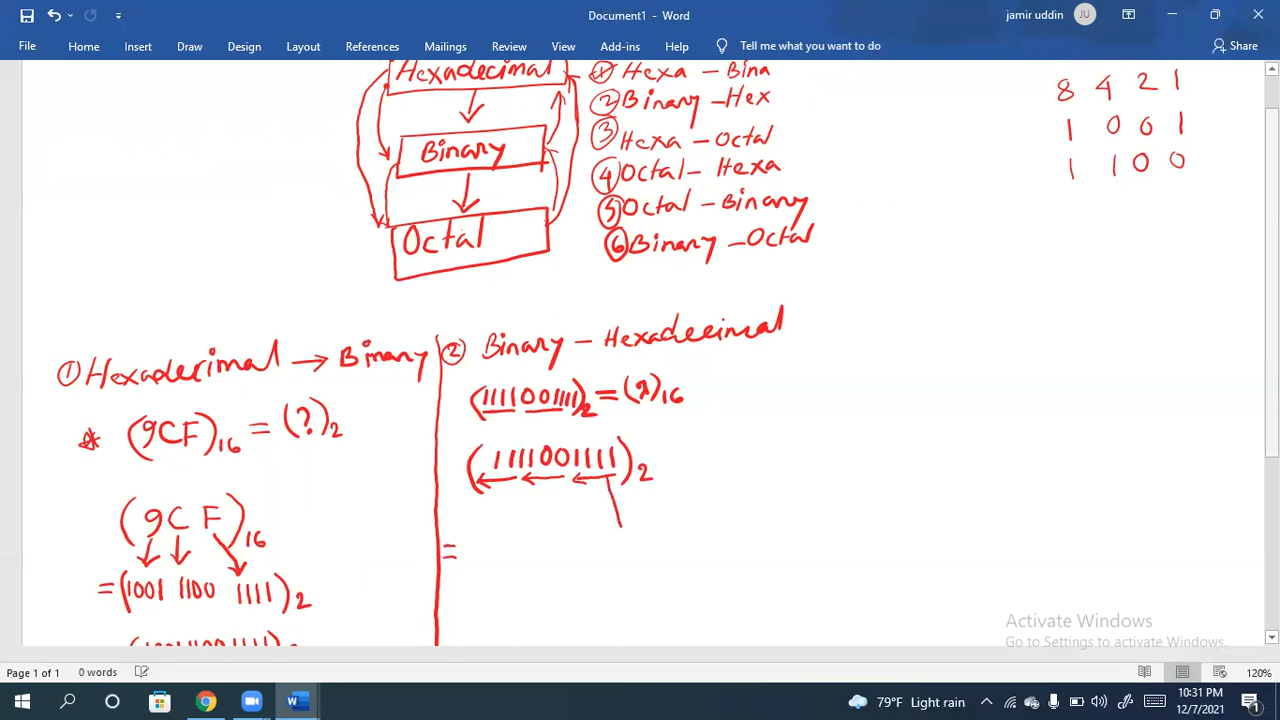 Document1 - Word
jamir uddin
JU
File Home Insert Draw Design Layout References Mailings Review View Add-ins Help Tell me what you want to do Share
Hexadecimal
Binary
Octal
① Hexa - Bina
② Binary - Hex
③ Hexa - Octal
④ Octal - Hexa
⑤ Octal - Binary
⑥ Binary - Octal
8 4 2 1
1 0 0 1
1 1 0 0
① Hexadecimal → Binary
(9CF)16 = (?)2
(9CF)16
= (1001 1100 1111)2
② Binary - Hexadecimal
(1111001111)2 = (?)16
(1111001111)2
=
Activate Windows
Go to Settings to activate Windows.
Page 1 of 1 0 words 120%
79°F Light rain
10:31 PM
12/7/2021
1